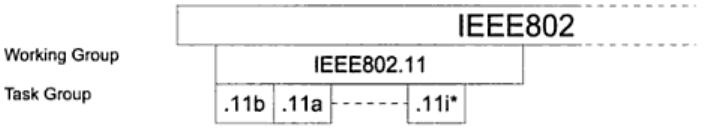 IEEE802
Working Group
IEEE802.11
Task Group
.11b .11a .11i*